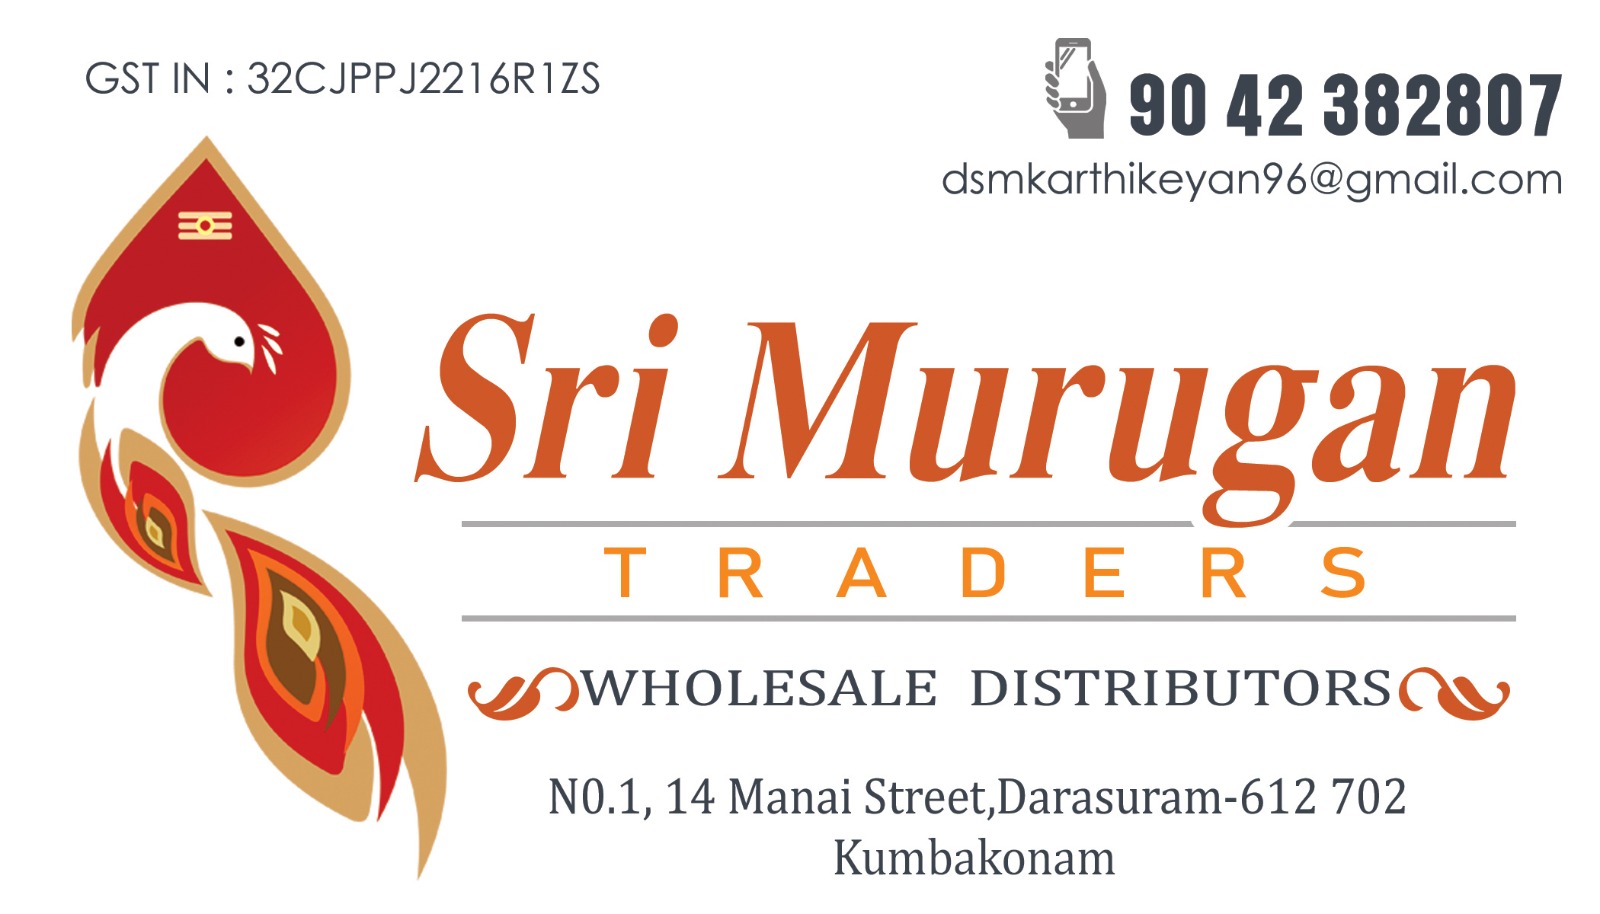 GST IN : 32CJPPJ2216R1ZS
90 42 382807
dsmkarthikeyan96@gmail.com
Sri Murugan
TRADERS
WHOLESALE DISTRIBUTORS
N0.1, 14 Manai Street,Darasuram-612 702
Kumbakonam